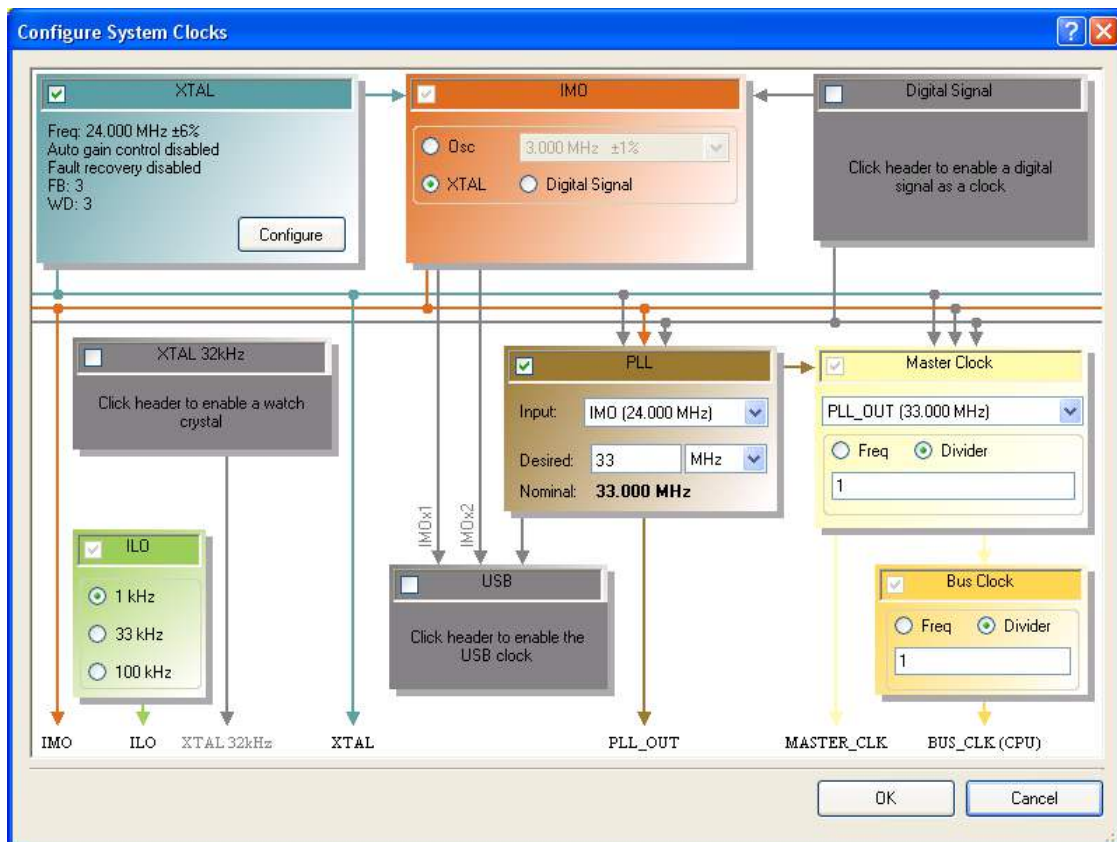 Configure System Clocks
XTAL
Freq: 24.000 MHz ±6%
Auto gain control disabled
Fault recovery disabled
FB: 3
WD: 3
Configure
IMO
Osc
3.000 MHz ±1%
XTAL
Digital Signal
Digital Signal
Click header to enable a digital
signal as a clock
XTAL 32kHz
Click header to enable a watch
crystal
PLL
Input: IMO (24.000 MHz)
Desired: 33 MHz
Nominal: 33.000 MHz
Master Clock
PLL_OUT (33.000 MHz)
Freq Divider
1
IMOx1
IMOx2
ILO
1 kHz
33 kHz
100 kHz
USB
Click header to enable the
USB clock
Bus Clock
Freq Divider
1
IMO ILO XTAL 32kHz XTAL PLL_OUT MASTER_CLK BUS_CLK (CPU)
OK Cancel